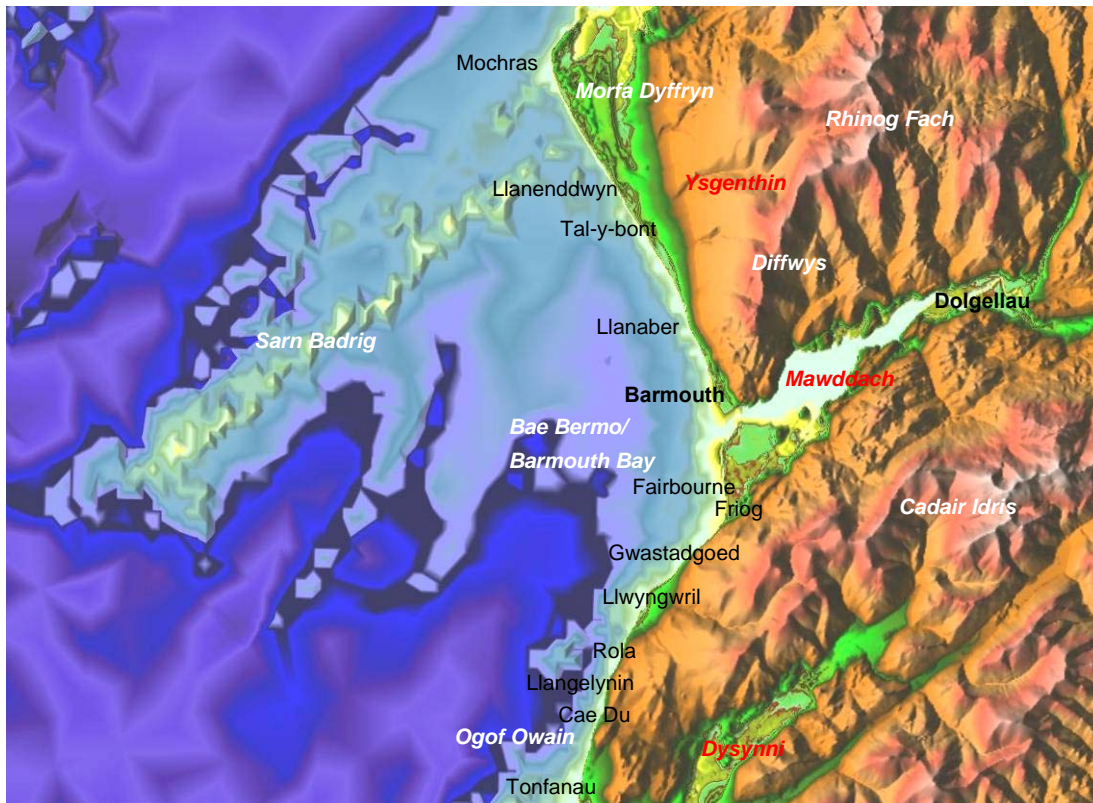 Mochras
Morfa Dyffryn
Rhinog Fach
Ysgenthin
Llanenddwyn
Tal-y-bont
Diffwys
Dolgellau
Llanaber
Sarn Badrig
Mawddach
Barmouth
Bae Bermo/
Barmouth Bay
Fairbourne
Friog
Cadair Idris
Gwastadgoed
Llwyngwril
Rola
Llangelynin
Cae Du
Ogof Owain
Dysynni
Tonfanau